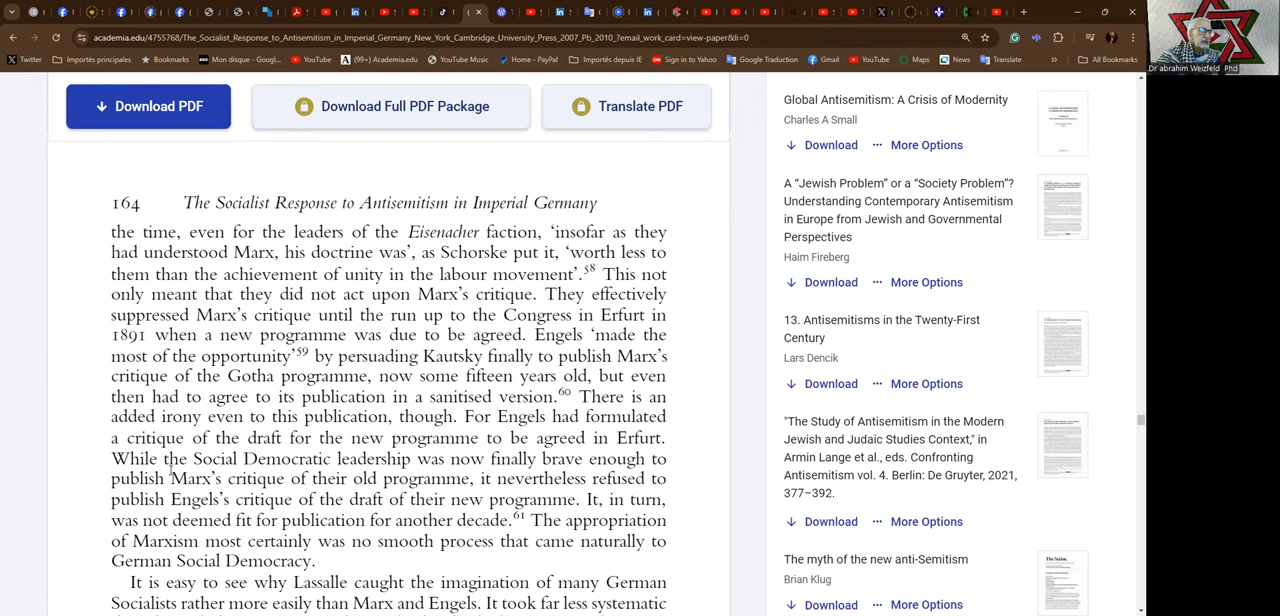 academia.edu/4755768/The_Socialist_Response_to_Antisemitism_in_Imperial_Germany_New_York_Cambridge_University_Press_2007_Pb_2010_?email_work_card=view-paper&li=0
Twitter
Importés principales
Bookmarks
Mon disque - Googl...
YouTube
(99+) Academia.edu
YouTube Music
Home - PayPal
Importés depuis IE
Sign in to Yahoo
Google Traduction
Gmail
YouTube
Maps
News
Translate
»
All Bookmarks
Dr abrahim Weizfeld Phd
Download PDF
Download Full PDF Package
Translate PDF
164 The Socialist Response to Antisemitism in Imperial Germany
the time, even for the leaders of the Eisenacher faction, ‘insofar as they
had understood Marx, his doctrine was’, as Schorske put it, ‘worth less to
them than the achievement of unity in the labour movement’.58 This not
only meant that they did not act upon Marx’s critique. They effectively
suppressed Marx’s critique until the run up to the Congress in Erfurt in
1891 where a new programme was due to be agreed. Engels ‘made the
most of the opportunity’59 by persuading Kautsky finally to publish Marx’s
critique of the Gotha programme, now over fifteen years old, but even
then had to agree to its publication in a sanitised version.60 There is an
added irony even to this publication, though. For Engels had formulated
a critique of the draft for the new programme to be agreed in Erfurt.
While the Social Democratic leadership was now finally brave enough to
publish Marx’s critique of their old programme, it nevertheless refused to
publish Engels’s critique of the draft of their new programme. It, in turn,
was not deemed fit for publication for another decade.61 The appropriation
of Marxism most certainly was no smooth process that came naturally to
German Social Democracy.
It is easy to see why Lassalle caught the imagination of many German
Socialists far more easily than Marx and Engels. It took a far less systematic
Global Antisemitism: A Crisis of Modernity
Charles A Small
Download
More Options
A “Jewish Problem” or a “Society Problem”?
Understanding Contemporary Antisemitism
in Europe from Jewish and Governmental
Perspectives
Haim Fireberg
Download
More Options
13. Antisemitisms in the Twenty-First
Century
Lars Dencik
Download
More Options
"The Study of Antisemitism in the Modern
Jewish and Judaic Studies Context," in
Armin Lange et al., eds. Confronting
Antisemitism vol. 4. Berlin: De Gruyter, 2021,
377–392.
Download
More Options
The myth of the new anti-Semitism
Brian Klug
Download
More Options
The Nation.